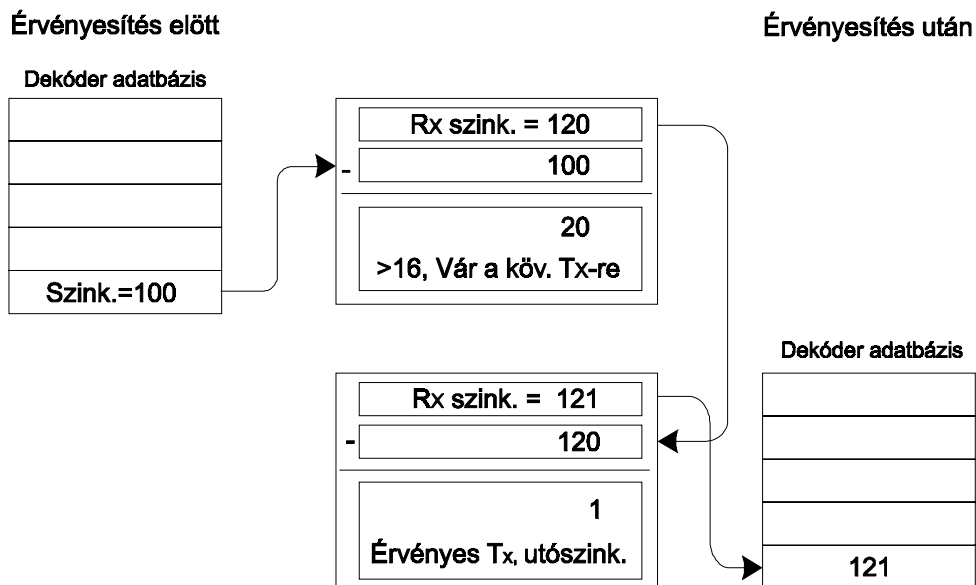 Érvényesítés elött
Érvényesítés után
Dekóder adatbázis
Szink.=100
Rx szink. = 120
- 100
20
>16, Vár a köv. Tx-re
Rx szink. = 121
- 120
1
Érvényes Tx, utószink.
Dekóder adatbázis
121